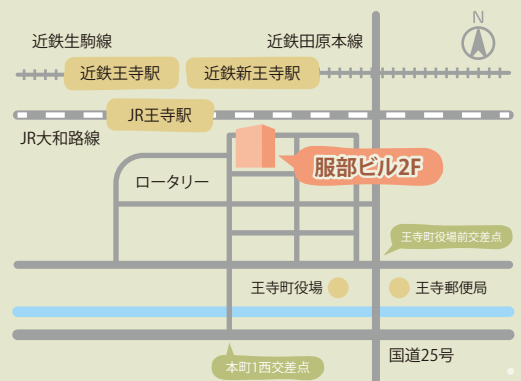 N
近鉄生駒線
近鉄田原本線
近鉄王寺駅
近鉄新王寺駅
JR王寺駅
JR大和路線
服部ビル2F
ロータリー
王寺町役場前交差点
王寺町役場
王寺郵便局
国道25号
本町1西交差点